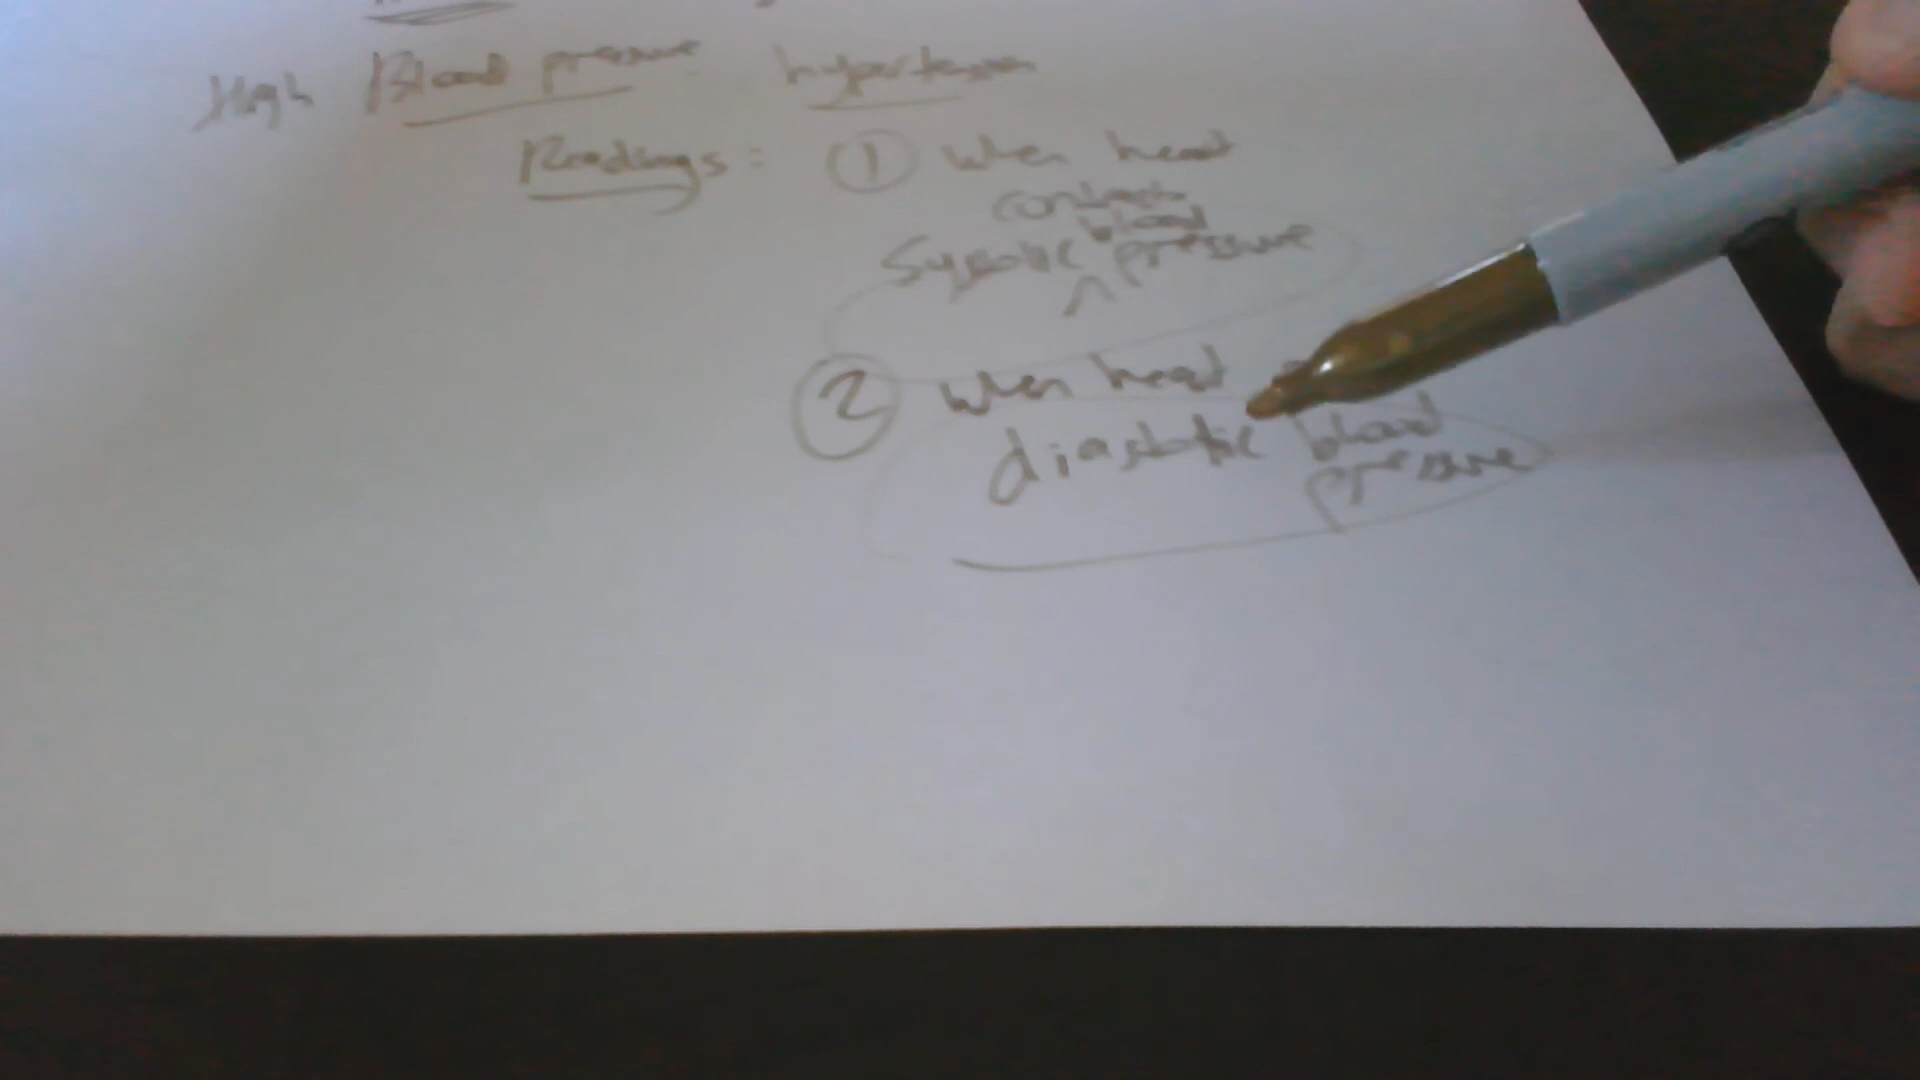 High Blood pressure hypertension
Readings: ① when heart
contracts
blood
Systolic ^ pressure
② when heart
diastolic blood
pressure